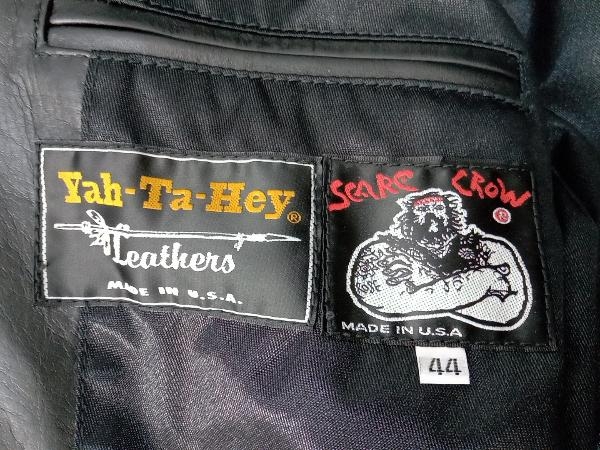 Yah-Ta-Hey®
Leathers
MADE IN U.S.A.
SCARE CROW
®
MADE IN U.S.A
44